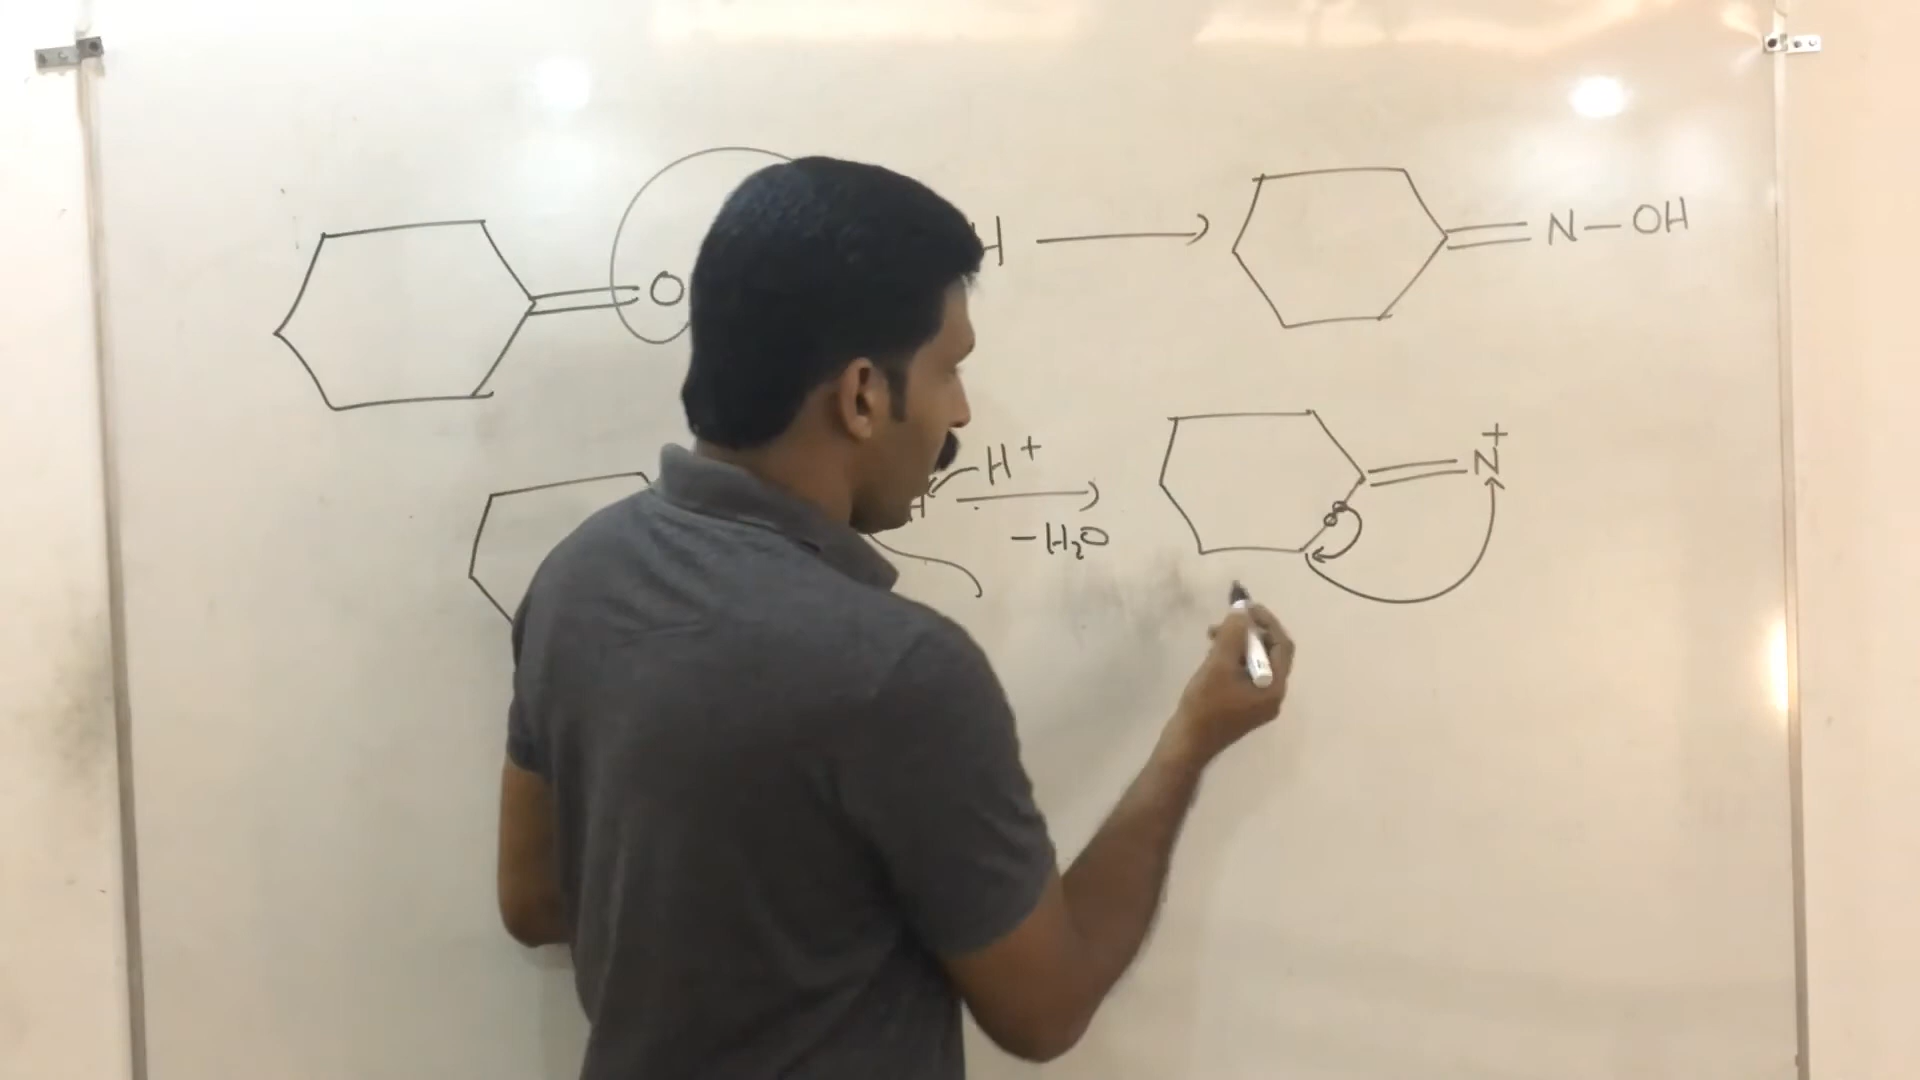 O H ⟶ N–OH
H H⁺ ⟶ N⁺
–H₂O